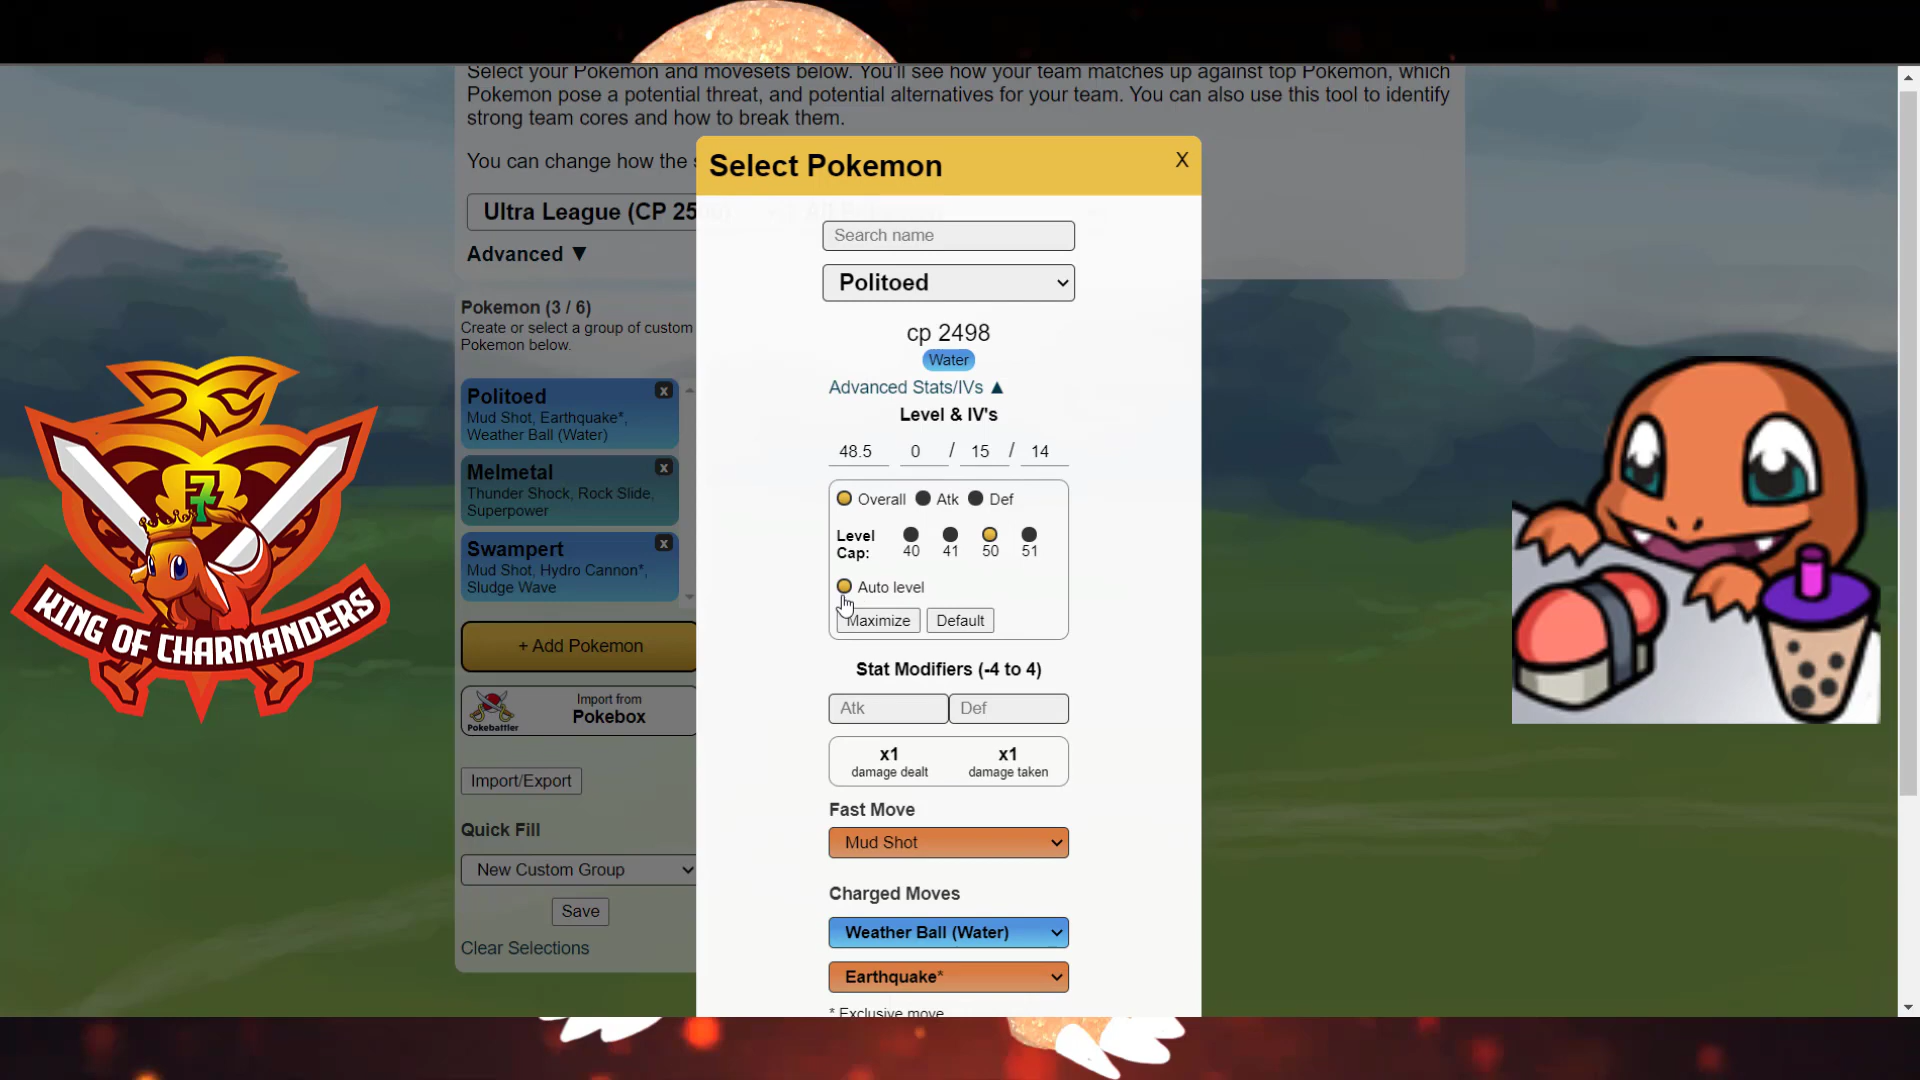 Select your Pokemon and movesets below. You'll see how your team matches up against top Pokemon, which
Pokemon pose a potential threat, and potential alternatives for your team. You can also use this tool to identify
strong team cores and how to break them.
You can change how the s
Ultra League (CP 25
Advanced ▼
Pokemon (3 / 6)
Create or select a group of custom
Pokemon below.
Politoed x
Mud Shot, Earthquake*,
Weather Ball (Water)
Melmetal x
Thunder Shock, Rock Slide,
Superpower
Swampert x
Mud Shot, Hydro Cannon*,
Sludge Wave
+ Add Pokemon
Import from
Pokebox
Pokebattler
Import/Export
Quick Fill
New Custom Group
Save
Clear Selections
Select Pokemon X
Search name
Politoed
cp 2498
Water
Advanced Stats/IVs ▲
Level & IV's
48.5 0 / 15 / 14
Overall Atk Def
Level
Cap:
40 41 50 51
Auto level
Maximize Default
Stat Modifiers (-4 to 4)
Atk Def
x1 x1
damage dealt damage taken
Fast Move
Mud Shot
Charged Moves
Weather Ball (Water)
Earthquake*
* Exclusive move
7
KING OF CHARMANDERS